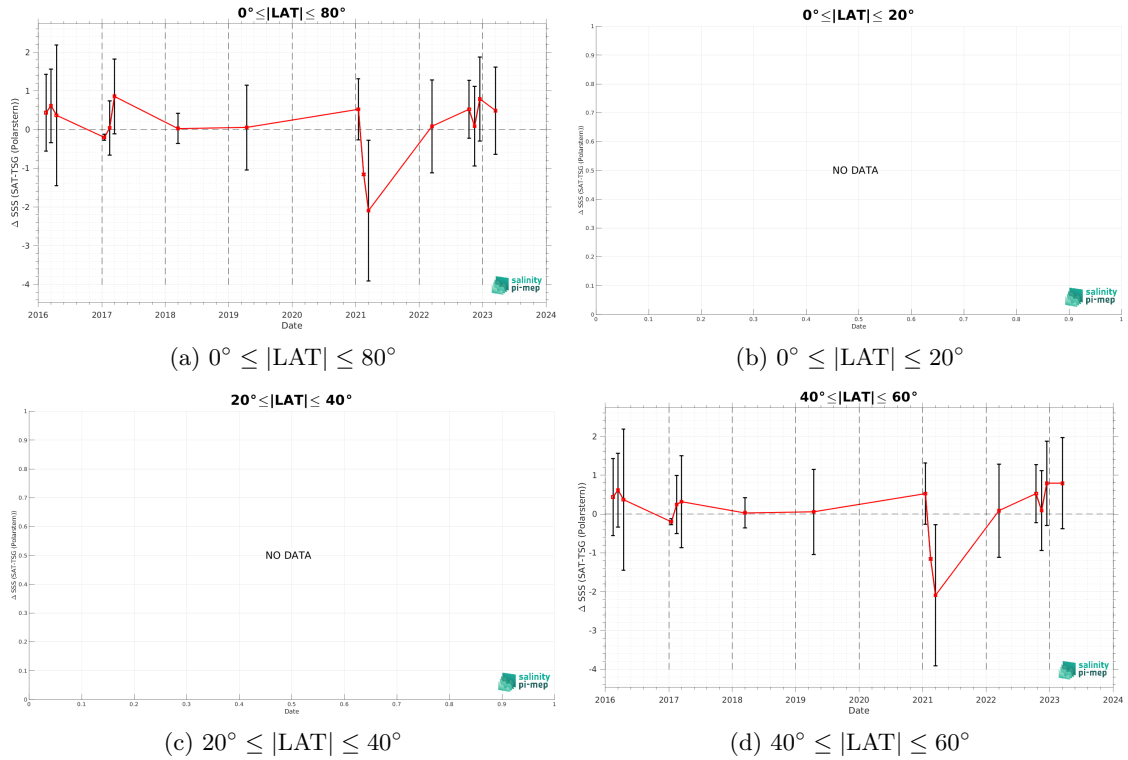 0°≤|LAT|≤ 80°
Δ SSS (SAT-TSG (Polarstern))
2
1
0
-1
-2
-3
-4
2016 2017 2018 2019 2020 2021 2022 2023 2024
Date
salinity
pi-mep
(a) 0° ≤ |LAT| ≤ 80°
0°≤|LAT|≤ 20°
Δ SSS (SAT-TSG (Polarstern))
1
0.9
0.8
0.7
0.6
0.5
0.4
0.3
0.2
0.1
0
NO DATA
0 0.1 0.2 0.3 0.4 0.5 0.6 0.7 0.8 0.9 1
Date
salinity
pi-mep
(b) 0° ≤ |LAT| ≤ 20°
20°≤|LAT|≤ 40°
Δ SSS (SAT-TSG (Polarstern))
1
0.9
0.8
0.7
0.6
0.5
0.4
0.3
0.2
0.1
0
NO DATA
0 0.1 0.2 0.3 0.4 0.5 0.6 0.7 0.8 0.9 1
Date
salinity
pi-mep
(c) 20° ≤ |LAT| ≤ 40°
40°≤|LAT|≤ 60°
Δ SSS (SAT-TSG (Polarstern))
2
1
0
-1
-2
-3
-4
2016 2017 2018 2019 2020 2021 2022 2023 2024
Date
salinity
pi-mep
(d) 40° ≤ |LAT| ≤ 60°